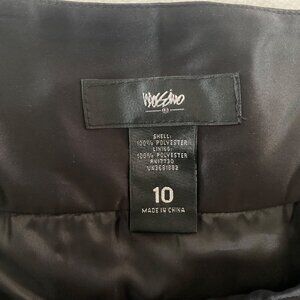 Mossimo
SHELL:
100% POLYESTER
LINING:
100% POLYESTER
10
MADE IN CHINA